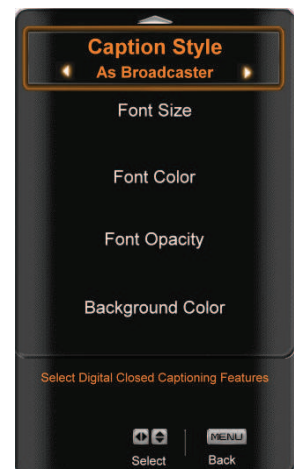 Caption Style
As Broadcaster
Font Size
Font Color
Font Opacity
Background Color
Select Digital Closed Captioning Features
MENU
Select
Back